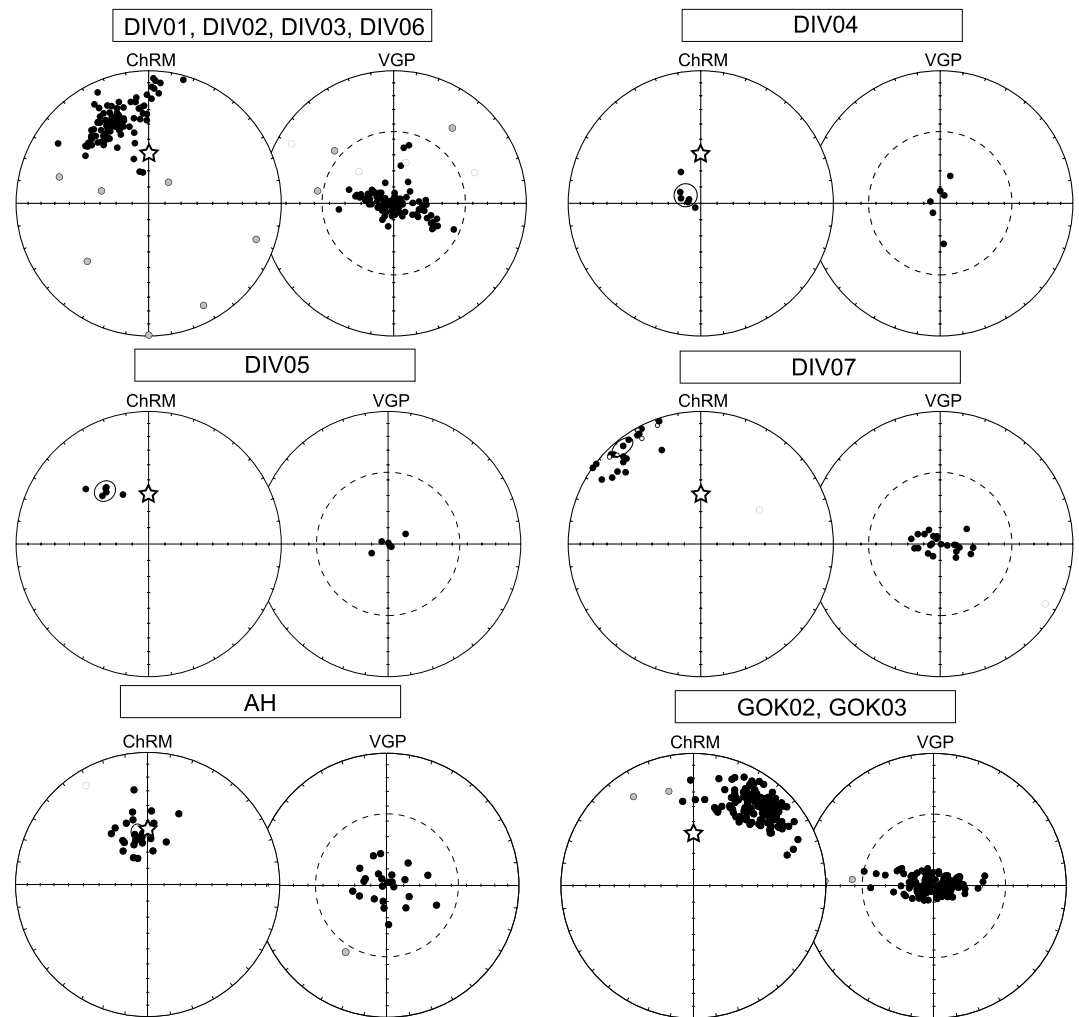 DIV01, DIV02, DIV03, DIV06
ChRM VGP
DIV04
ChRM VGP
DIV05
ChRM VGP
DIV07
ChRM VGP
AH
ChRM VGP
GOK02, GOK03
ChRM VGP